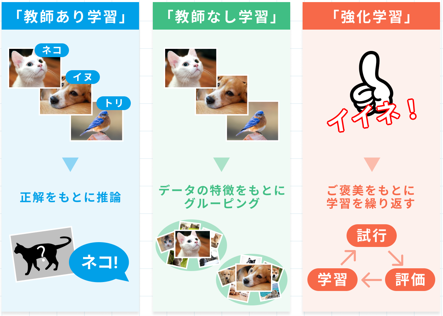 「教師あり学習」
ネコ
イヌ
トリ
正解をもとに推論
?
ネコ!
「教師なし学習」
データの特徴をもとに
グルーピング
「強化学習」
イイネ!
ご褒美をもとに
学習を繰り返す
試行
学習
評価